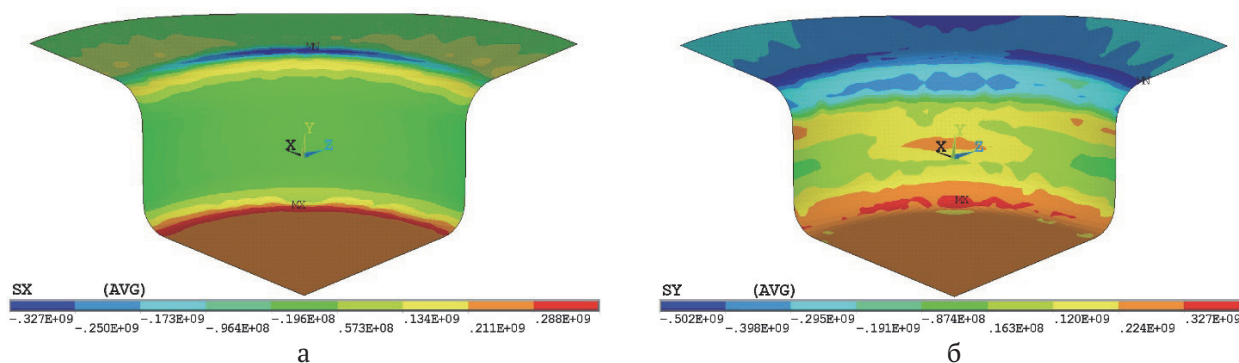 MN
Y
X Z
MX
SX (AVG)
-.327E+09 -.250E+09 -.173E+09 -.964E+08 -.196E+08 .573E+08 .134E+09 .211E+09 .288E+09
а
MN
Y
X Z
MX
SY (AVG)
-.502E+09 -.398E+09 -.295E+09 -.191E+09 -.874E+08 .163E+08 .120E+09 .224E+09 .327E+09
б